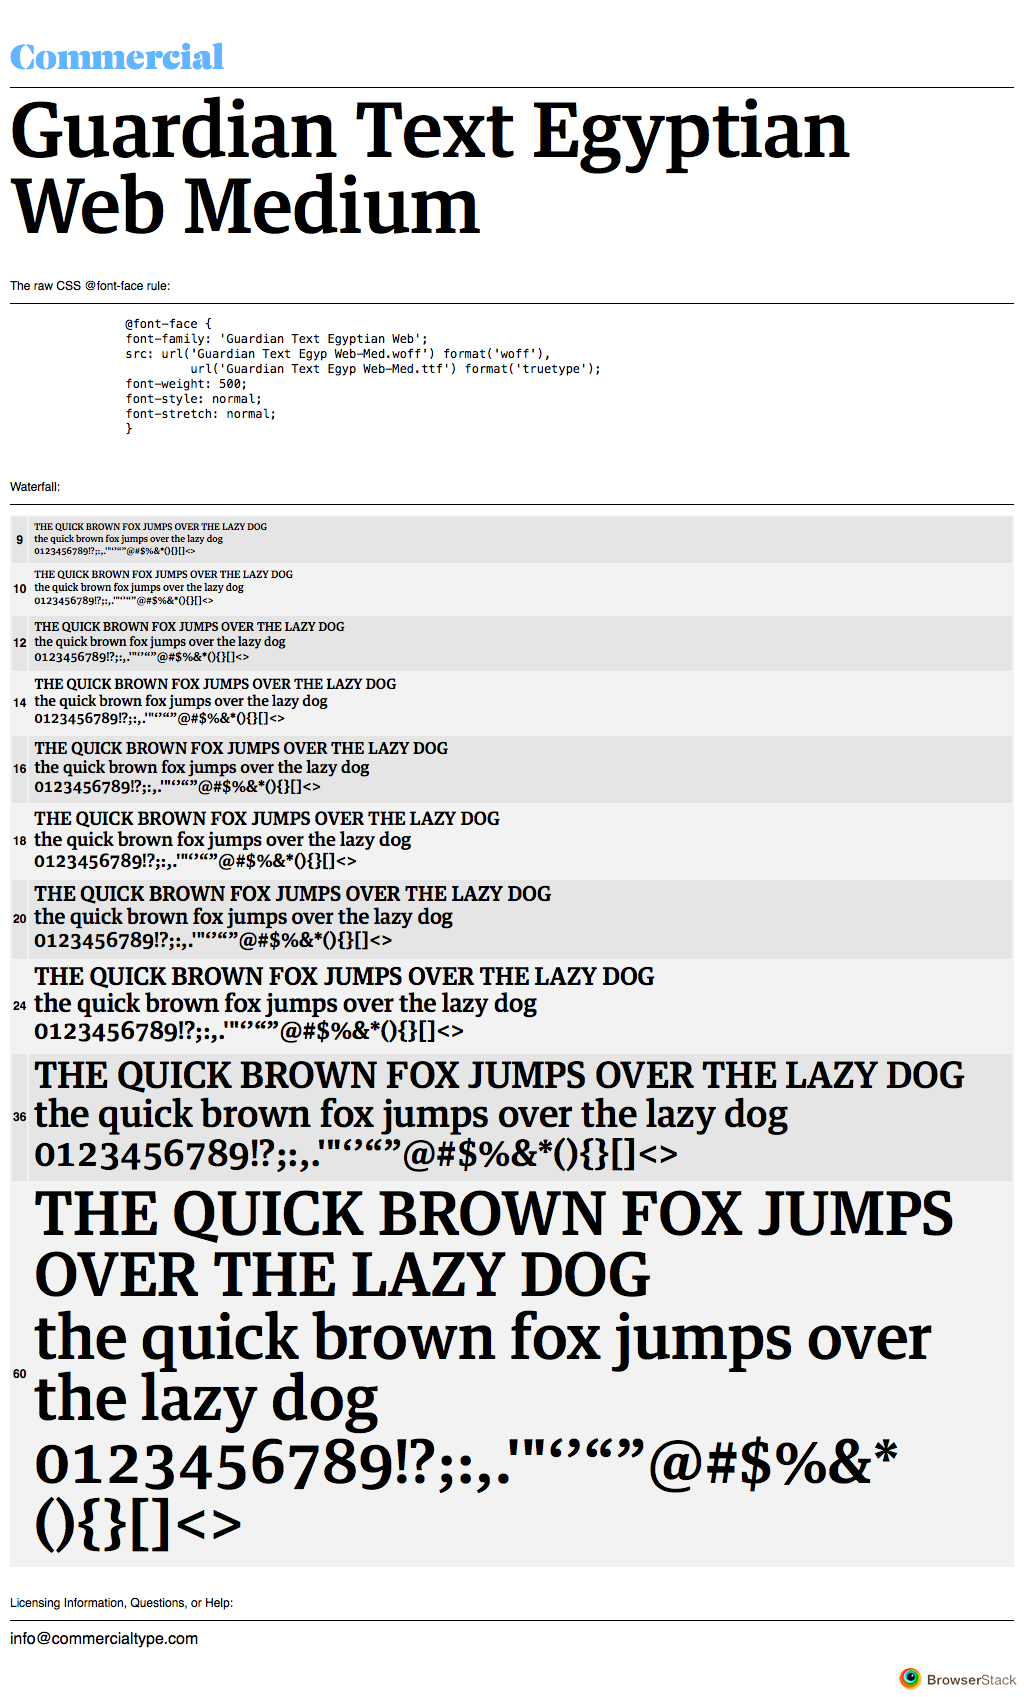 Commercial
Guardian Text Egyptian
Web Medium
The raw CSS @font-face rule:
@font-face {
font-family: 'Guardian Text Egyptian Web';
src: url('Guardian Text Egyp Web-Med.woff') format('woff'),
url('Guardian Text Egyp Web-Med.ttf') format('truetype');
font-weight: 500;
font-style: normal;
font-stretch: normal;
}
Waterfall:
THE QUICK BROWN FOX JUMPS OVER THE LAZY DOG
9 the quick brown fox jumps over the lazy dog
0123456789!?;:,.'"‘’“”@#$%&*(){}[]<>
THE QUICK BROWN FOX JUMPS OVER THE LAZY DOG
10 the quick brown fox jumps over the lazy dog
0123456789!?;:,.'"‘’“”@#$%&*(){}[]<>
THE QUICK BROWN FOX JUMPS OVER THE LAZY DOG
12 the quick brown fox jumps over the lazy dog
0123456789!?;:,.'"‘’“”@#$%&*(){}[]<>
THE QUICK BROWN FOX JUMPS OVER THE LAZY DOG
14 the quick brown fox jumps over the lazy dog
0123456789!?;:,.'"‘’“”@#$%&*(){}[]<>
THE QUICK BROWN FOX JUMPS OVER THE LAZY DOG
16 the quick brown fox jumps over the lazy dog
0123456789!?;:,.'"‘’“”@#$%&*(){}[]<>
THE QUICK BROWN FOX JUMPS OVER THE LAZY DOG
18 the quick brown fox jumps over the lazy dog
0123456789!?;:,.'"‘’“”@#$%&*(){}[]<>
THE QUICK BROWN FOX JUMPS OVER THE LAZY DOG
20 the quick brown fox jumps over the lazy dog
0123456789!?;:,.'"‘’“”@#$%&*(){}[]<>
THE QUICK BROWN FOX JUMPS OVER THE LAZY DOG
24 the quick brown fox jumps over the lazy dog
0123456789!?;:,.'"‘’“”@#$%&*(){}[]<>
THE QUICK BROWN FOX JUMPS OVER THE LAZY DOG
36 the quick brown fox jumps over the lazy dog
0123456789!?;:,.'"‘’“”@#$%&*(){}[]<>
THE QUICK BROWN FOX JUMPS
OVER THE LAZY DOG
the quick brown fox jumps over
60 the lazy dog
0123456789!?;:,.'"‘’“”@#$%&*
(){}[]<>
Licensing Information, Questions, or Help:
info@commercialtype.com
BrowserStack